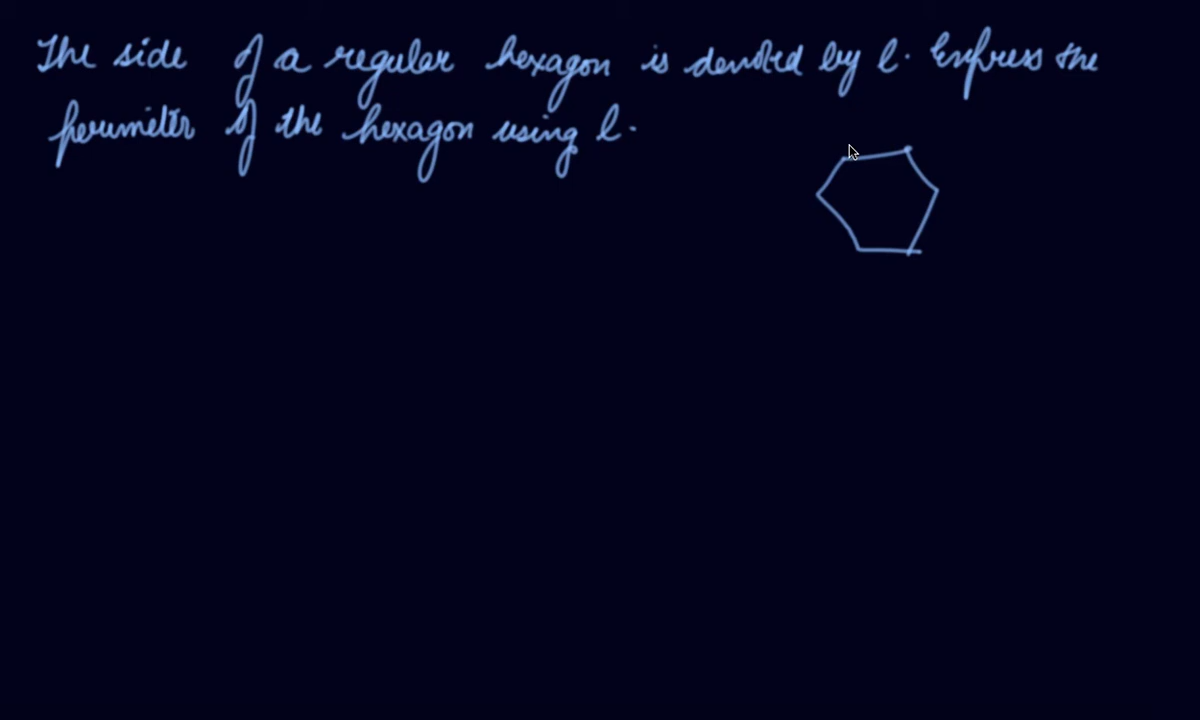 The side of a regular hexagon is denoted by l. Express the
perimeter of the hexagon using l.